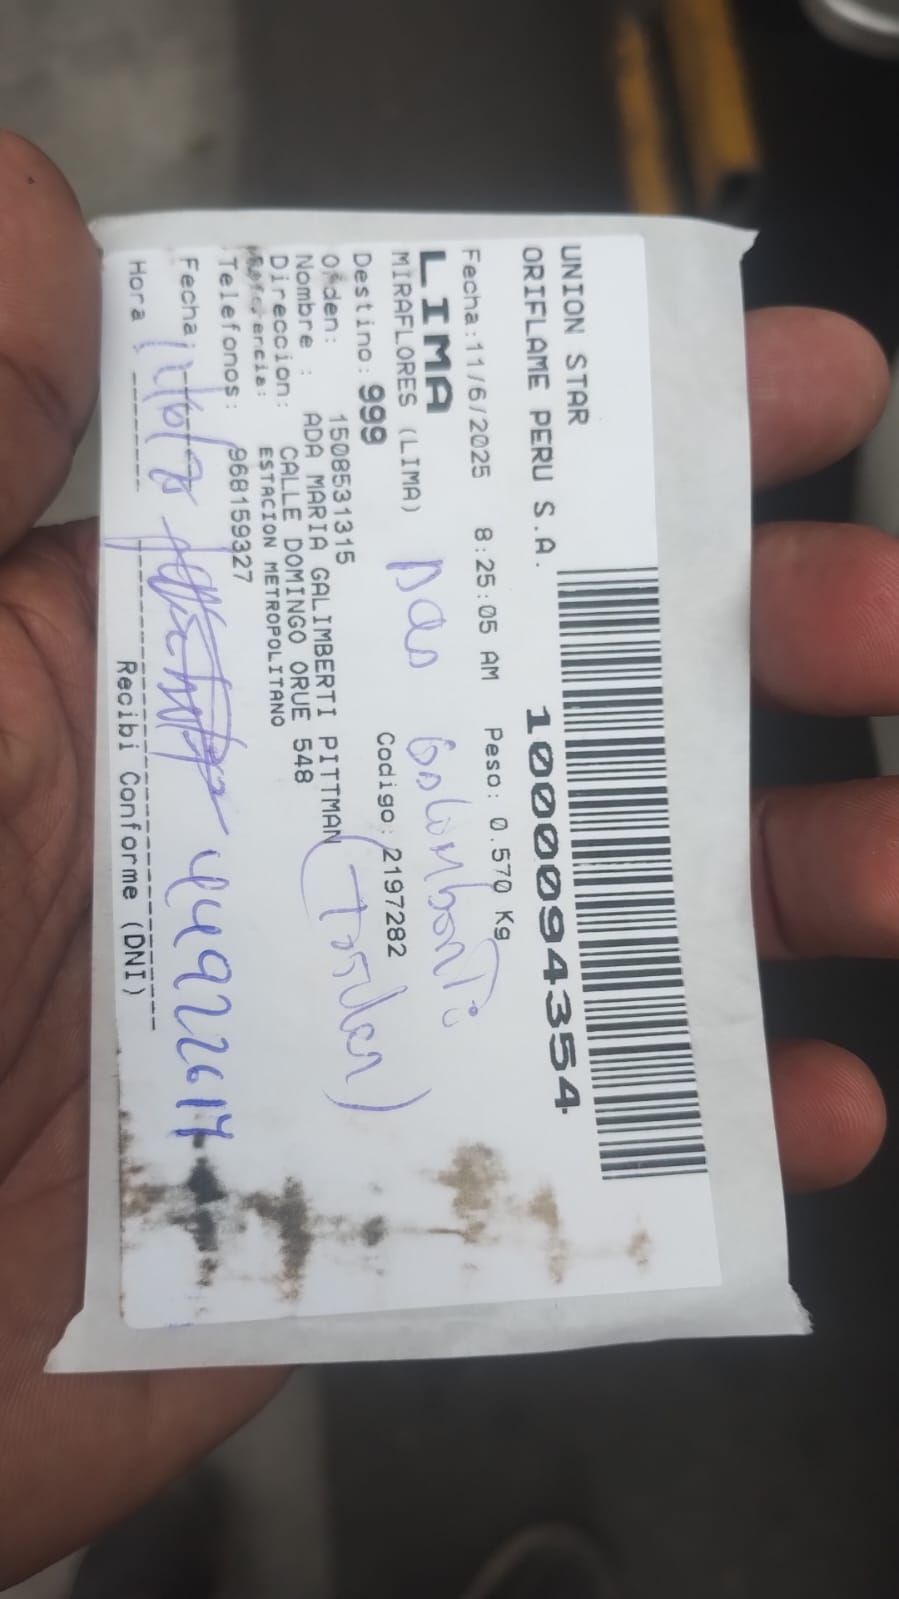 UNION STAR
ORIFLAME PERU S.A.
1000094354
Fecha:11/6/2025 8:25:05 AM Peso: 0.570 Kg
LIMA
MIRAFLORES (LIMA)
Destino: 999 Codigo: 2197282
Orden: 1508531315
Nombre : ADA MARIA GALIMBERTI PITTMAN
(Titular)
Direccion: CALLE DOMINGO ORUE 548
Referencia: ESTACION METROPOLITANO
Telefonos: 968159327
Fecha: 44922617
Hora
Recibi Conforme (DNI)